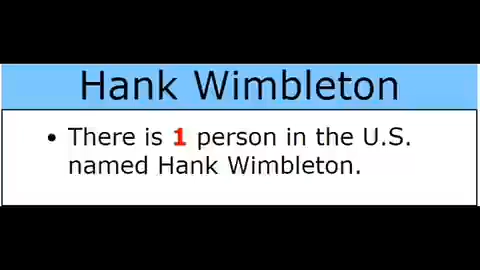 Hank Wimbleton
• There is 1 person in the U.S.
named Hank Wimbleton.